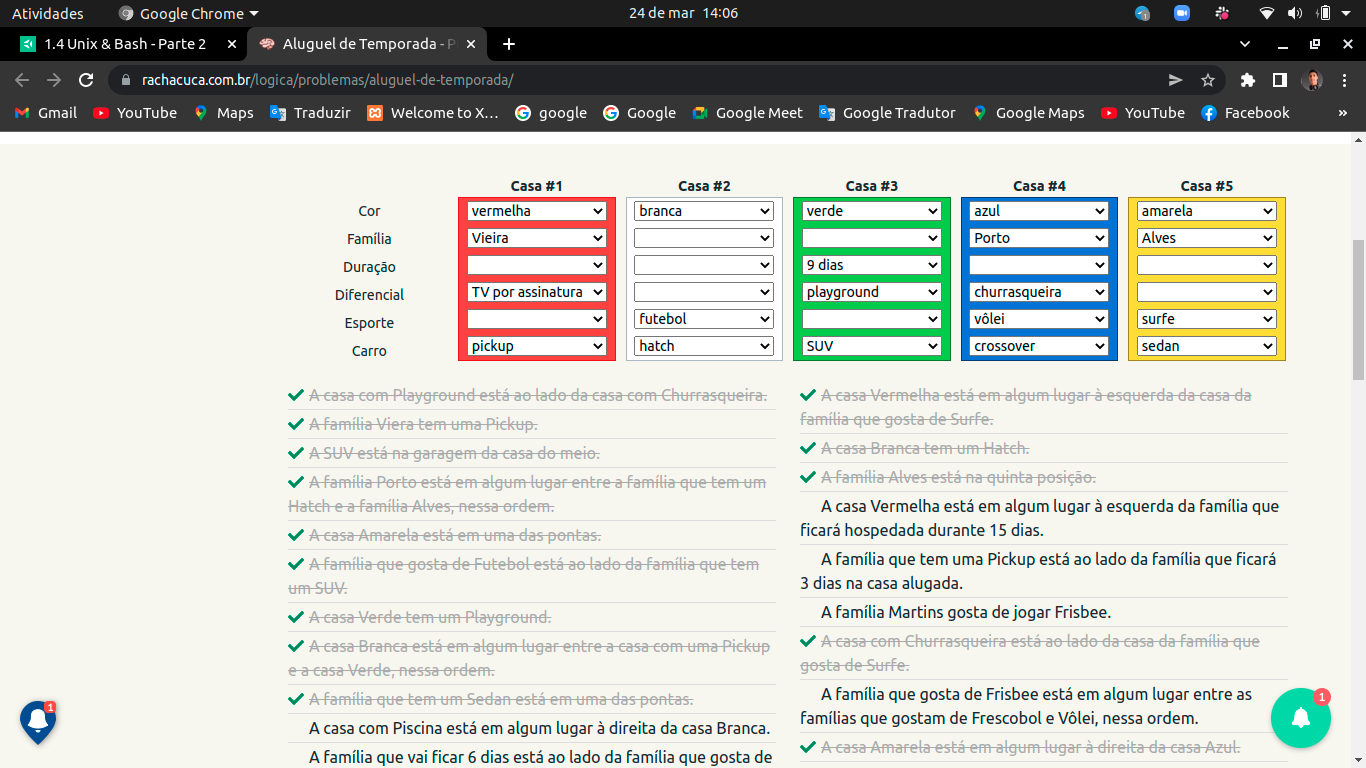 Atividades Google Chrome 24 de mar 14:06
1.4 Unix & Bash - Parte 2 Aluguel de Temporada - P
rachacuca.com.br/logica/problemas/aluguel-de-temporada/
Gmail YouTube Maps Traduzir Welcome to X… google Google Google Meet Google Tradutor Google Maps YouTube Facebook »
Casa #1 Casa #2 Casa #3 Casa #4 Casa #5
Cor vermelha branca verde azul amarela
Família Vieira Porto Alves
Duração 9 dias
Diferencial TV por assinatura playground churrasqueira
Esporte futebol vôlei surfe
Carro pickup hatch SUV crossover sedan
A casa com Playground está ao lado da casa com Churrasqueira.
A família Viera tem uma Pickup.
A SUV está na garagem da casa do meio.
A família Porto está em algum lugar entre a família que tem um
Hatch e a família Alves, nessa ordem.
A casa Amarela está em uma das pontas.
A família que gosta de Futebol está ao lado da família que tem
um SUV.
A casa Verde tem um Playground.
A casa Branca está em algum lugar entre a casa com uma Pickup
e a casa Verde, nessa ordem.
A família que tem um Sedan está em uma das pontas.
A casa com Piscina está em algum lugar à direita da casa Branca.
A família que vai ficar 6 dias está ao lado da família que gosta de
A casa Vermelha está em algum lugar à esquerda da casa da
família que gosta de Surfe.
A casa Branca tem um Hatch.
A família Alves está na quinta posição.
A casa Vermelha está em algum lugar à esquerda da família que
ficará hospedada durante 15 dias.
A família que tem uma Pickup está ao lado da família que ficará
3 dias na casa alugada.
A família Martins gosta de jogar Frisbee.
A casa com Churrasqueira está ao lado da casa da família que
gosta de Surfe.
A família que gosta de Frisbee está em algum lugar entre as
famílias que gostam de Frescobol e Vôlei, nessa ordem.
A casa Amarela está em algum lugar à direita da casa Azul.
1
1